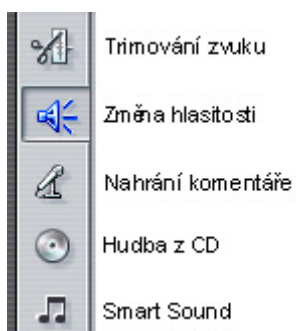 Trimování zvuku
Změna hlasitosti
Nahrání komentáře
Hudba z CD
Smart Sound